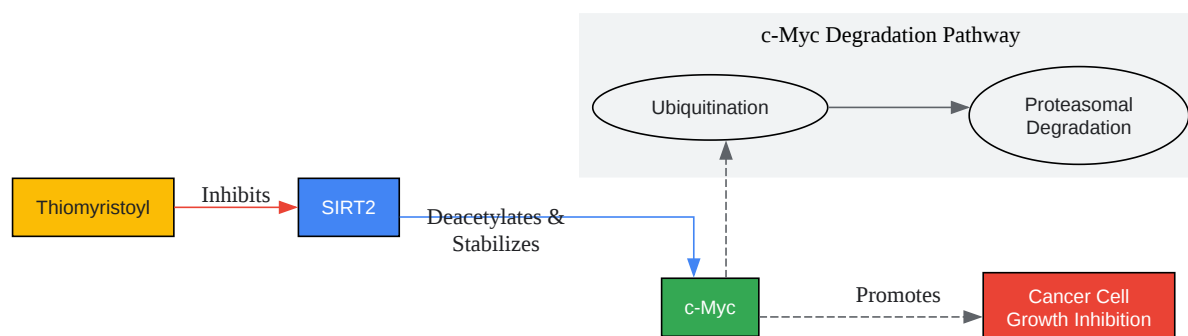 c-Myc Degradation Pathway
Ubiquitination
Proteasomal
Degradation
Thiomyristoyl
Inhibits
SIRT2
Deacetylates &
Stabilizes
c-Myc
Promotes
Cancer Cell
Growth Inhibition